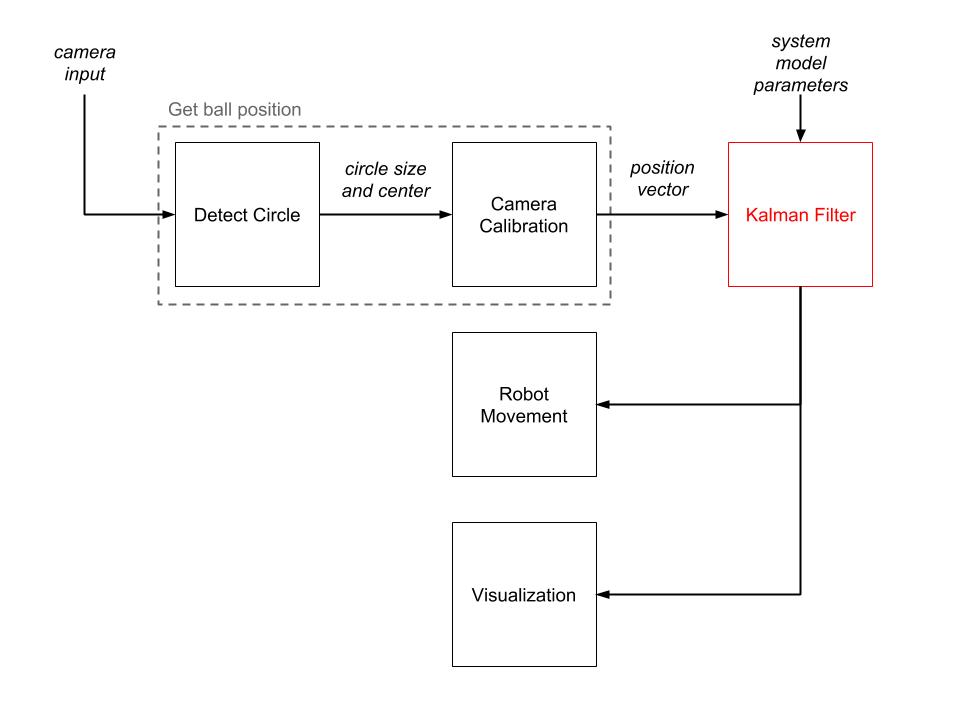 camera
input
system
model
parameters
Get ball position
Detect Circle
circle size
and center
Camera
Calibration
position
vector
Kalman Filter
Robot
Movement
Visualization